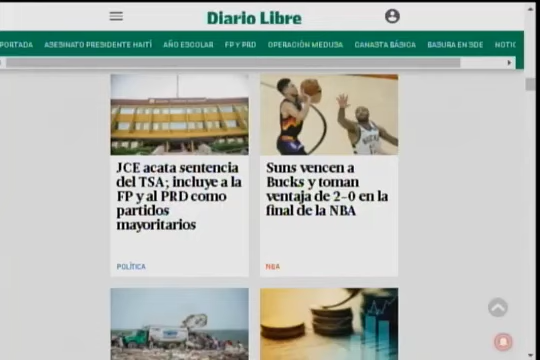 Diario Libre
PORTADA ASESINATO PRESIDENTE HAITÍ AÑO ESCOLAR FP Y PRD OPERACIÓN MEDUSA CANASTA BÁSICA BASURA EN SDE NOTIC
JCE acata sentencia
del TSA; incluye a la
FP y al PRD como
partidos
mayoritarios
POLÍTICA
Suns vencen a
Bucks y toman
ventaja de 2-0 en la
final de la NBA
NBA